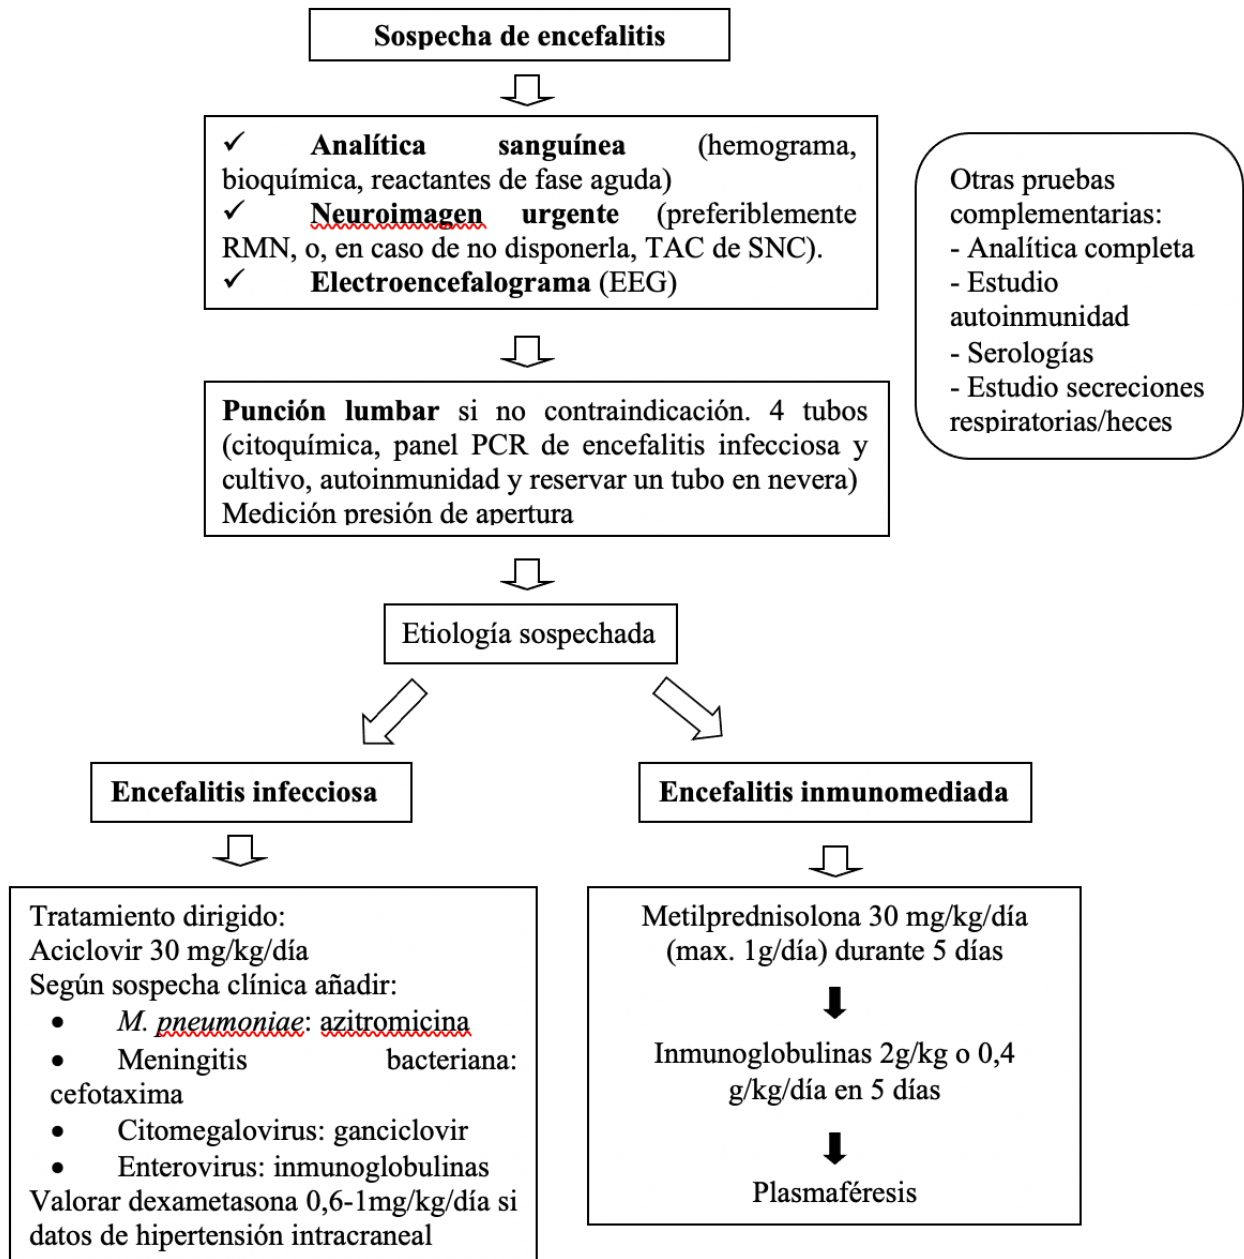 Sospecha de encefalitis
✓ Analítica sanguínea (hemograma,
bioquímica, reactantes de fase aguda)
✓ Neuroimagen urgente (preferiblemente
RMN, o, en caso de no disponerla, TAC de SNC).
✓ Electroencefalograma (EEG)
Otras pruebas
complementarias:
- Analítica completa
- Estudio
autoinmunidad
- Serologías
- Estudio secreciones
respiratorias/heces
Punción lumbar si no contraindicación. 4 tubos
(citoquímica, panel PCR de encefalitis infecciosa y
cultivo, autoinmunidad y reservar un tubo en nevera)
Medición presión de apertura
Etiología sospechada
Encefalitis infecciosa
Encefalitis inmunomediada
Tratamiento dirigido:
Aciclovir 30 mg/kg/día
Según sospecha clínica añadir:
• M. pneumoniae: azitromicina
• Meningitis bacteriana:
cefotaxima
• Citomegalovirus: ganciclovir
• Enterovirus: inmunoglobulinas
Valorar dexametasona 0,6-1mg/kg/día si
datos de hipertensión intracraneal
Metilprednisolona 30 mg/kg/día
(max. 1g/día) durante 5 días
Inmunoglobulinas 2g/kg o 0,4
g/kg/día en 5 días
Plasmaféresis